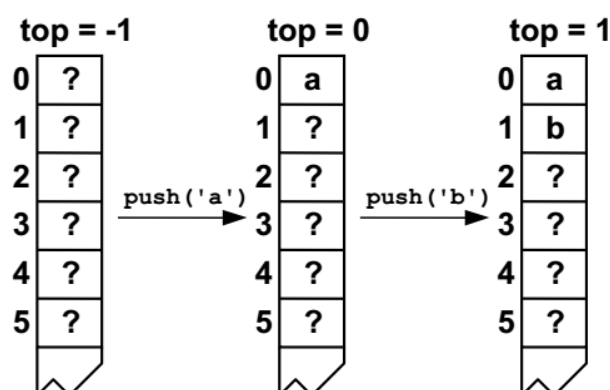 top = -1 top = 0 top = 1
0 ? 0 a 0 a
1 ? 1 ? 1 b
2 ? 2 ? 2 ?
push('a') push('b')
3 ? 3 ? 3 ?
4 ? 4 ? 4 ?
5 ? 5 ? 5 ?